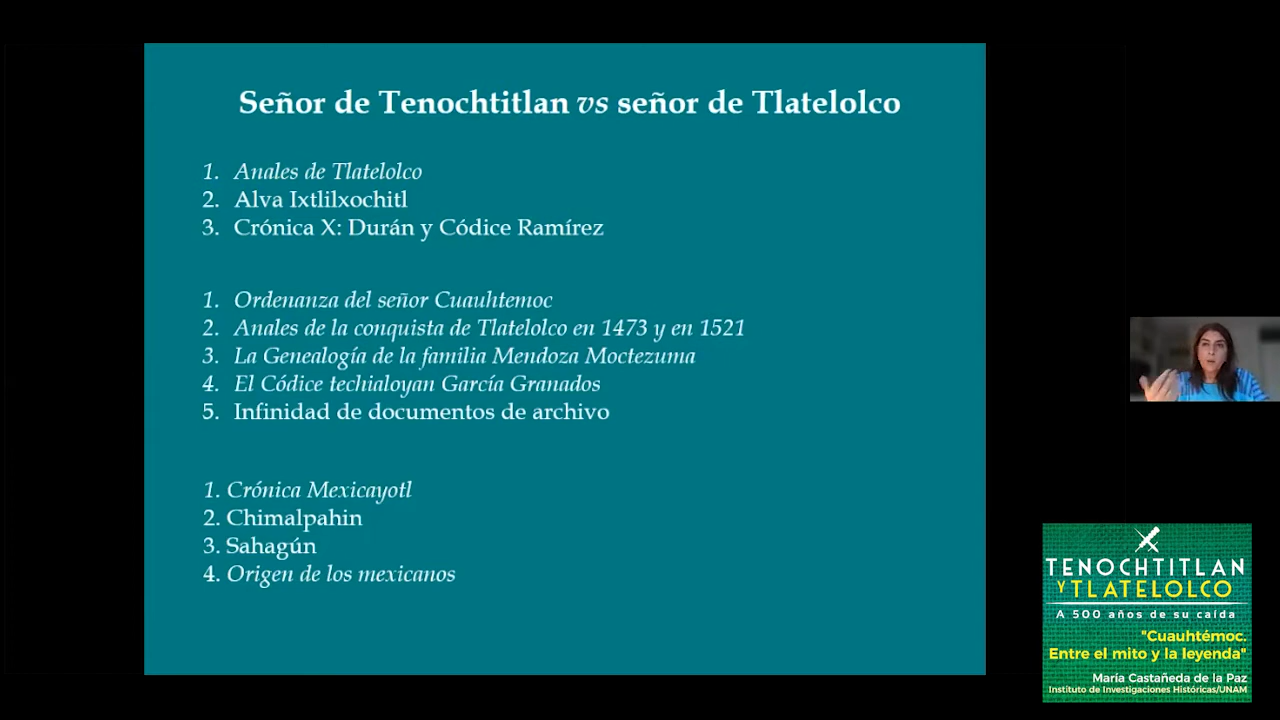 Señor de Tenochtitlan vs señor de Tlatelolco
1. Anales de Tlatelolco
2. Alva Ixtlilxochitl
3. Crónica X: Durán y Códice Ramírez
1. Ordenanza del señor Cuauhtemoc
2. Anales de la conquista de Tlatelolco en 1473 y en 1521
3. La Genealogía de la familia Mendoza Moctezuma
4. El Códice techialoyan García Granados
5. Infinidad de documentos de archivo
1. Crónica Mexicayotl
2. Chimalpahin
3. Sahagún
4. Origen de los mexicanos
TENOCHTITLAN
Y TLATELOLCO
A 500 años de su caída
"Cuauhtémoc.
Entre el mito y la leyenda"
María Castañeda de la Paz
Instituto de Investigaciones Históricas/UNAM